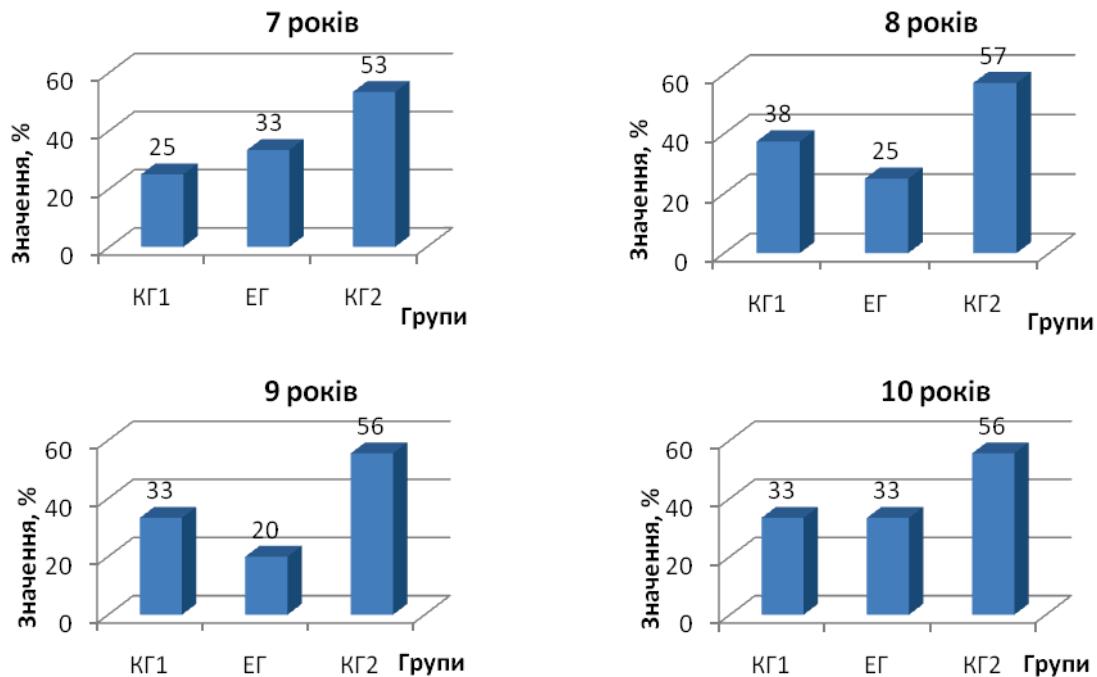 7 років
Значення, %
60
40
20
0
25
33
53
КГ1 ЕГ КГ2
Групи
8 років
Значення, %
60
40
20
0
38
25
57
КГ1 ЕГ КГ2
Групи
9 років
Значення, %
60
40
20
0
33
20
56
КГ1 ЕГ КГ2 Групи
10 років
Значення, %
60
40
20
0
33
33
56
КГ1 ЕГ КГ2 Групи